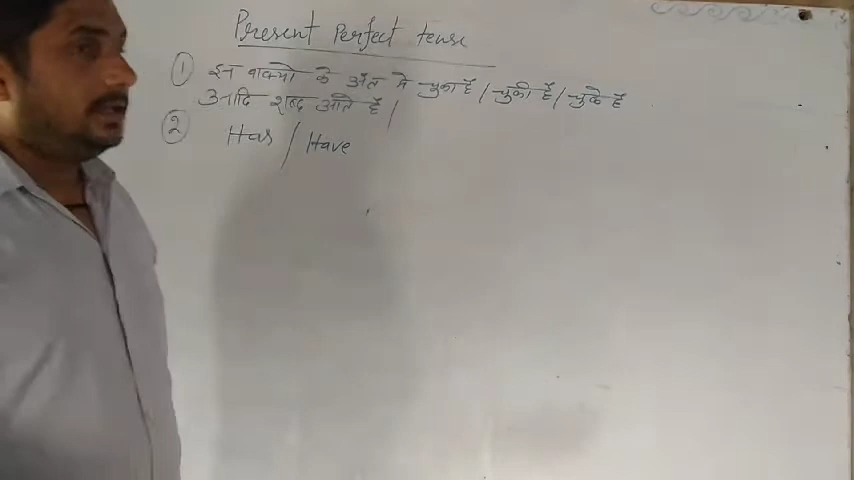 Present Perfect tense
① इन वाक्यो के अंत मे चुका है / चुकी है / चुके है
आदि शब्द आते है |
② Has / Have